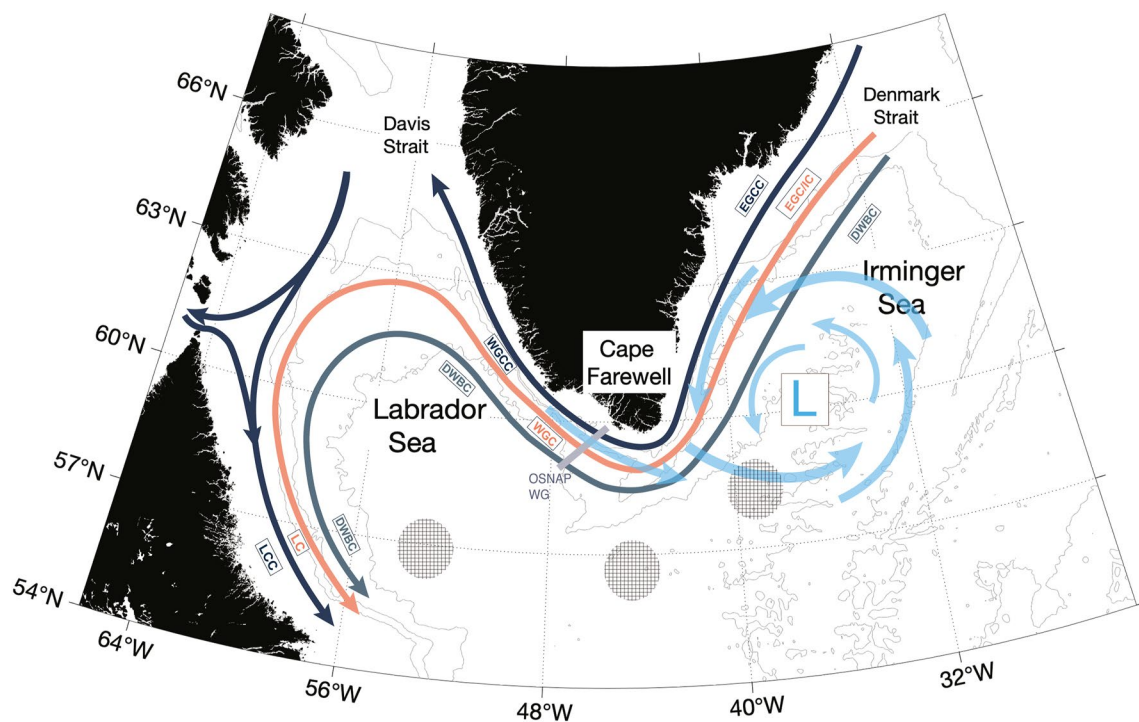 66°N
63°N
60°N
57°N
54°N
64°W
56°W
48°W
40°W
32°W
Davis
Strait
Denmark
Strait
EGCC
EGC/IC
DWBC
Irminger
Sea
Cape
Farewell
L
WGCC
DWBC
WGC
OSNAP
WG
Labrador
Sea
LCC
LC
DWBC